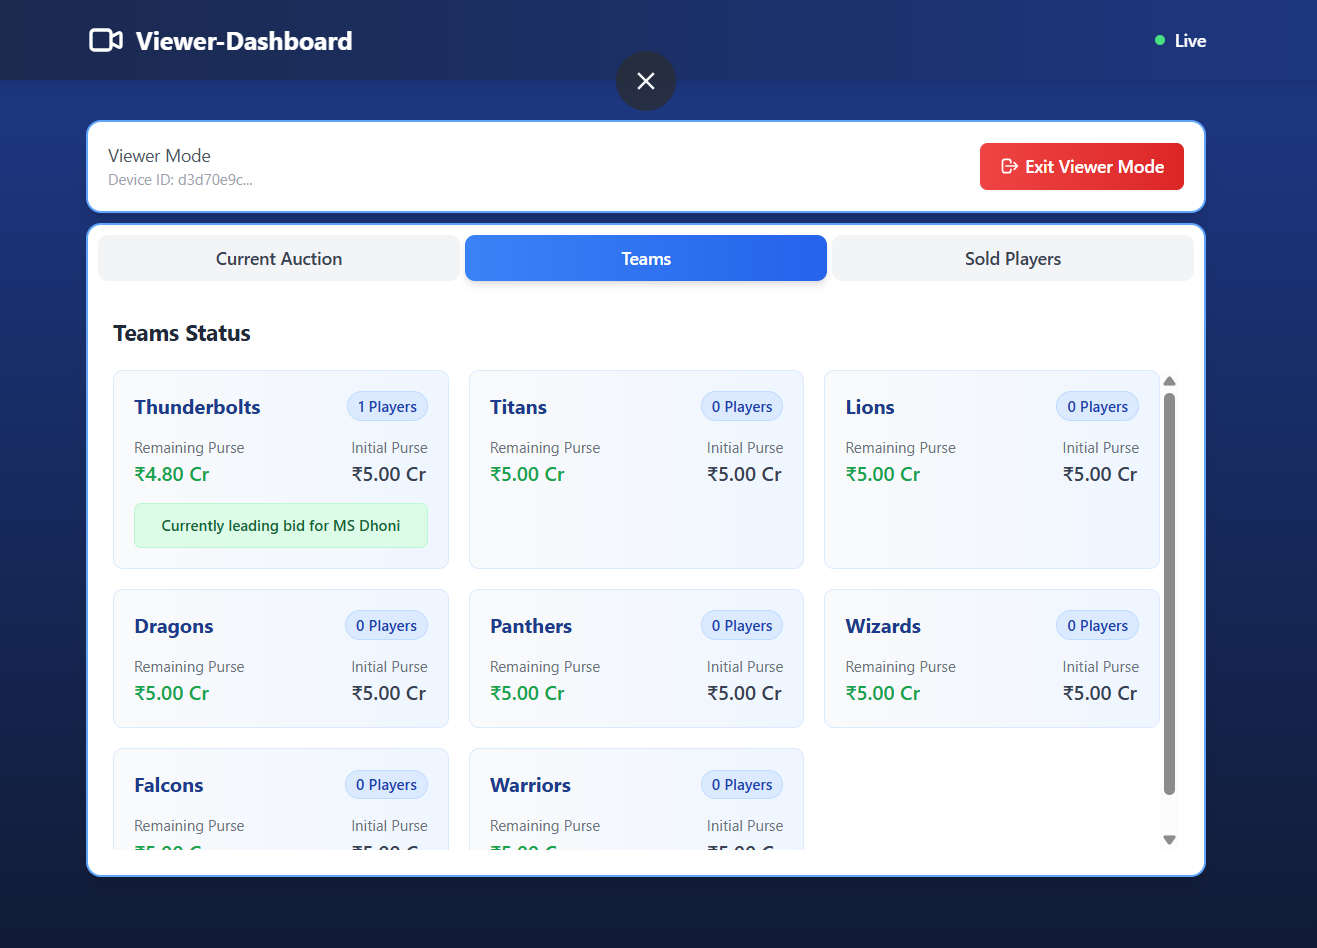 Viewer-Dashboard
Live
Viewer Mode
Device ID: d3d70e9c...
Exit Viewer Mode
Current Auction
Teams
Sold Players
Teams Status
Thunderbolts
1 Players
Remaining Purse
Initial Purse
₹4.80 Cr
₹5.00 Cr
Currently leading bid for MS Dhoni
Titans
0 Players
Remaining Purse
Initial Purse
₹5.00 Cr
₹5.00 Cr
Lions
0 Players
Remaining Purse
Initial Purse
₹5.00 Cr
₹5.00 Cr
Dragons
0 Players
Remaining Purse
Initial Purse
₹5.00 Cr
₹5.00 Cr
Panthers
0 Players
Remaining Purse
Initial Purse
₹5.00 Cr
₹5.00 Cr
Wizards
0 Players
Remaining Purse
Initial Purse
₹5.00 Cr
₹5.00 Cr
Falcons
0 Players
Remaining Purse
Initial Purse
Warriors
0 Players
Remaining Purse
Initial Purse